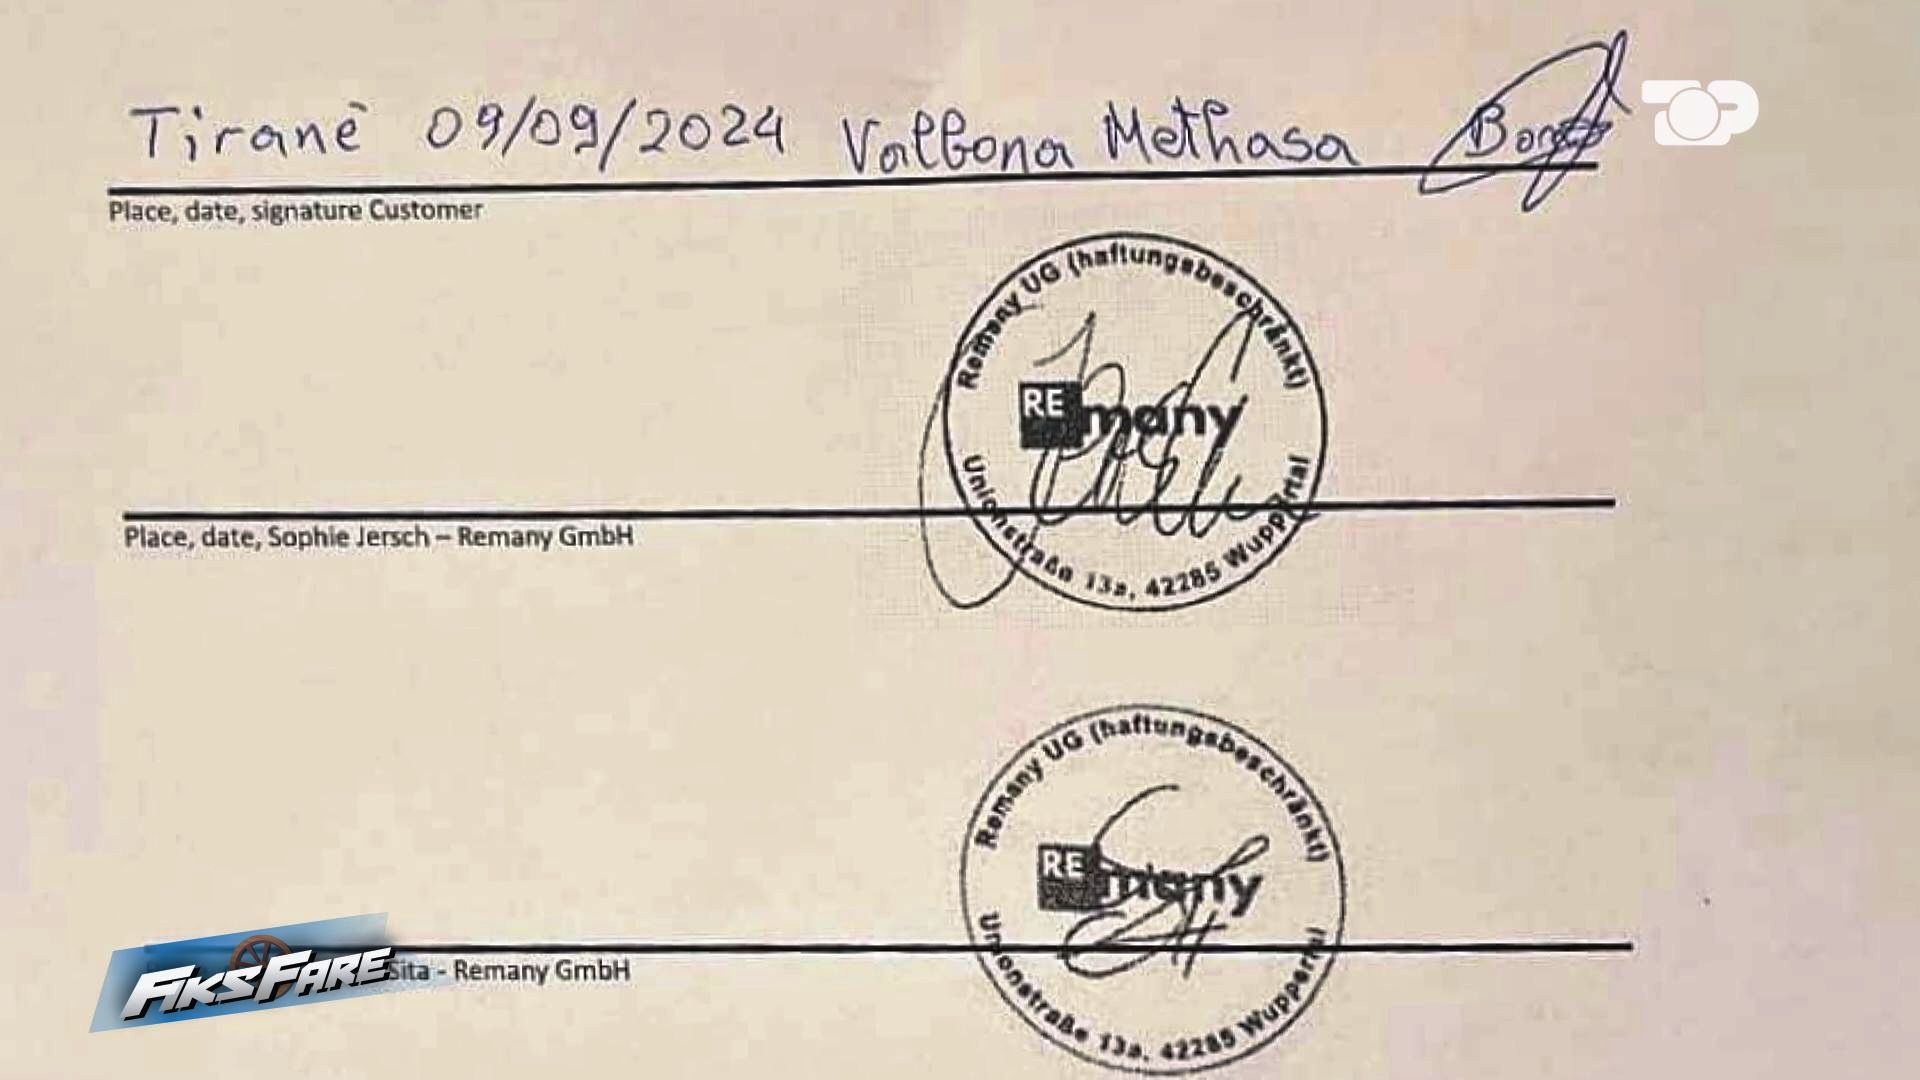 Tiranë 09/09/2024 Valbona Methasa
TOP
Place, date, signature Customer
Remany UG (haftungsbeschränkt)
REmany
Unionstraße 13a, 42285 Wuppertal
Place, date, Sophie Jersch – Remany GmbH
Remany UG (haftungsbeschränkt)
REmany
Unionstraße 13a, 42285 Wuppertal
FIKSFARE
Sita - Remany GmbH